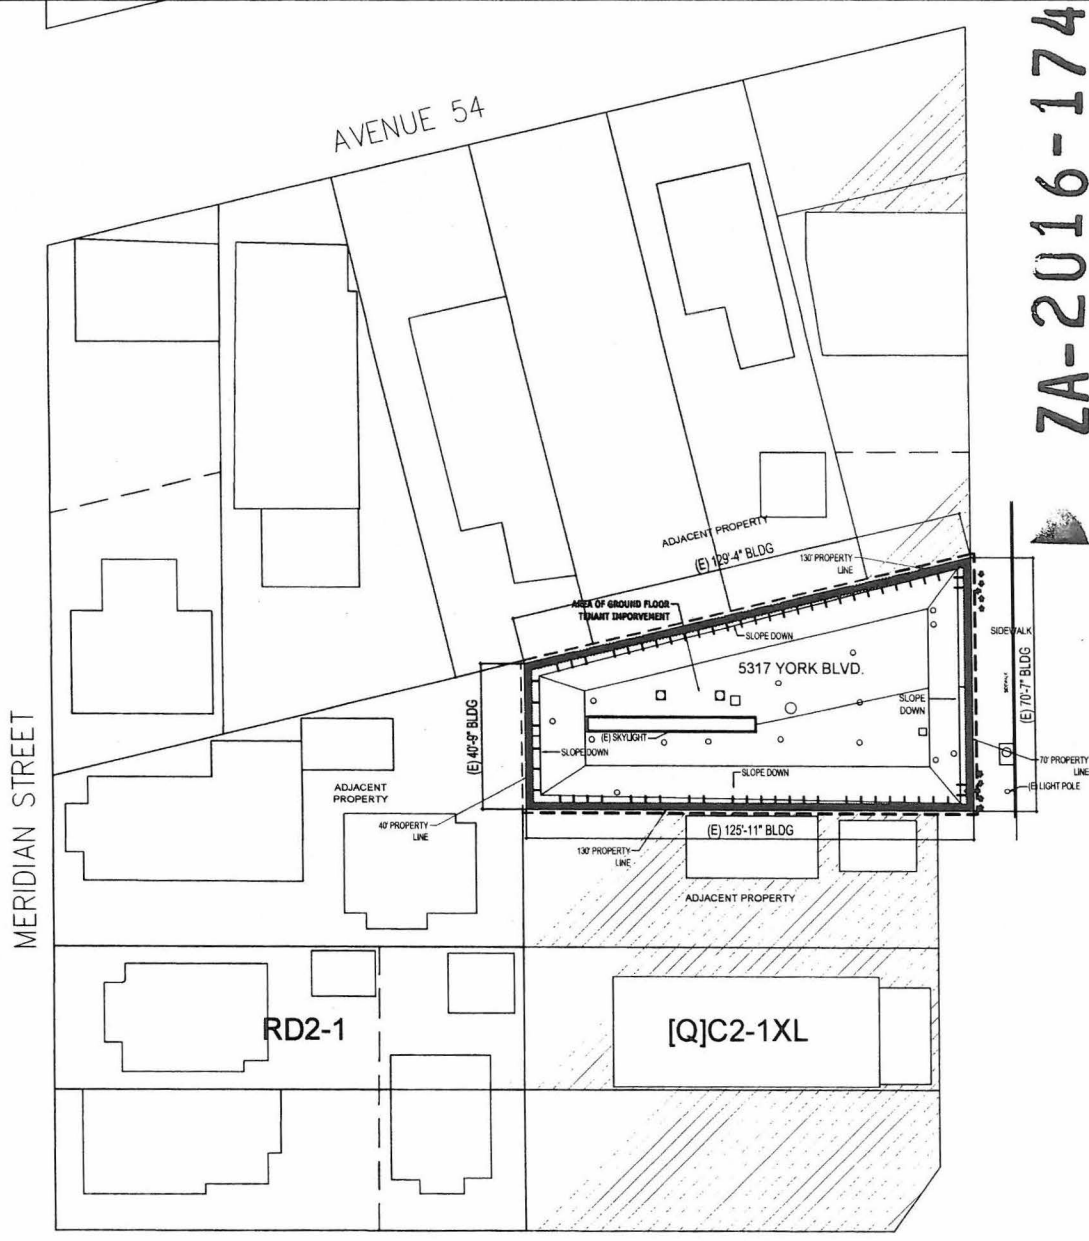 AVENUE 54
ZA-2016-174
ADJACENT PROPERTY
(E) 129'-4" BLDG
130' PROPERTY
LINE
AREA OF GROUND FLOOR
TENANT IMPORVEMENT
SLOPE DOWN
SIDEWALK
5317 YORK BLVD.
(E) 70'-7" BLDG
SLOPE
DOWN
(E) 40'-9" BLDG
(E) SKYLIGHT
SLOPE DOWN
SLOPE DOWN
70' PROPERTY
LINE
(E) LIGHT POLE
MERIDIAN STREET
ADJACENT
PROPERTY
40' PROPERTY
LINE
(E) 125'-11" BLDG
130' PROPERTY
LINE
ADJACENT PROPERTY
RD2-1
[Q]C2-1XL